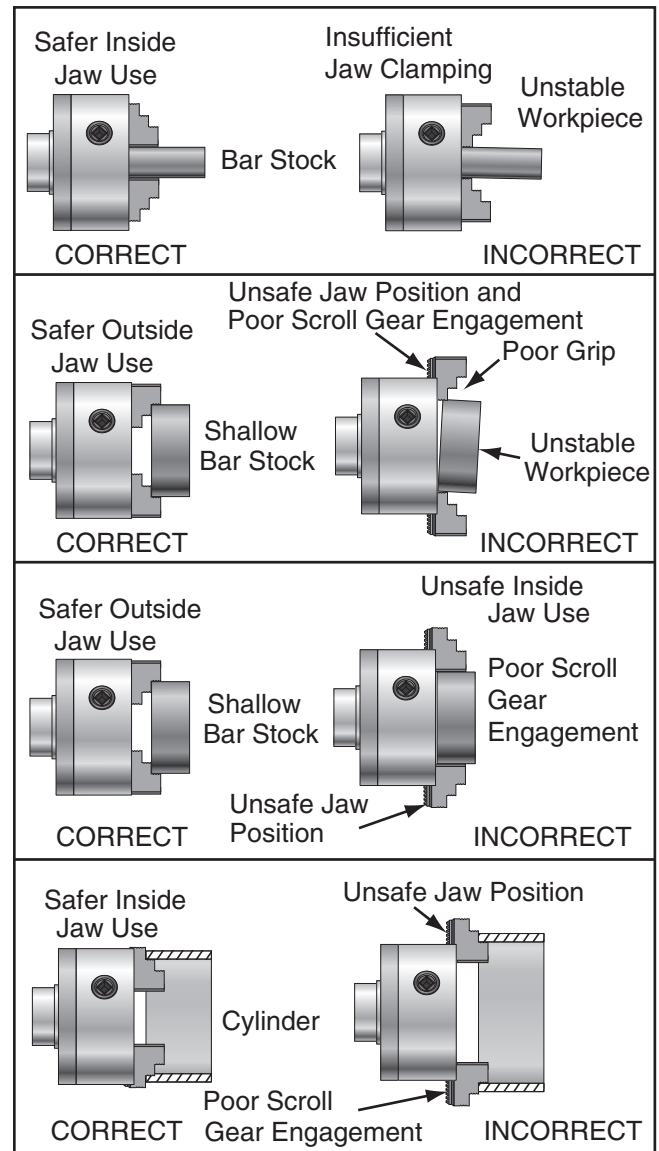 Safer Inside
Jaw Use
Insufficient
Jaw Clamping
Unstable
Workpiece
Bar Stock
CORRECT
INCORRECT
Safer Outside
Jaw Use
Unsafe Jaw Position and
Poor Scroll Gear Engagement
Poor Grip
Shallow
Bar Stock
Unstable
Workpiece
CORRECT
INCORRECT
Safer Outside
Jaw Use
Unsafe Inside
Jaw Use
Shallow
Bar Stock
Poor Scroll
Gear
Engagement
Unsafe Jaw
Position
CORRECT
INCORRECT
Safer Inside
Jaw Use
Unsafe Jaw Position
Cylinder
Poor Scroll
Gear Engagement
CORRECT
INCORRECT